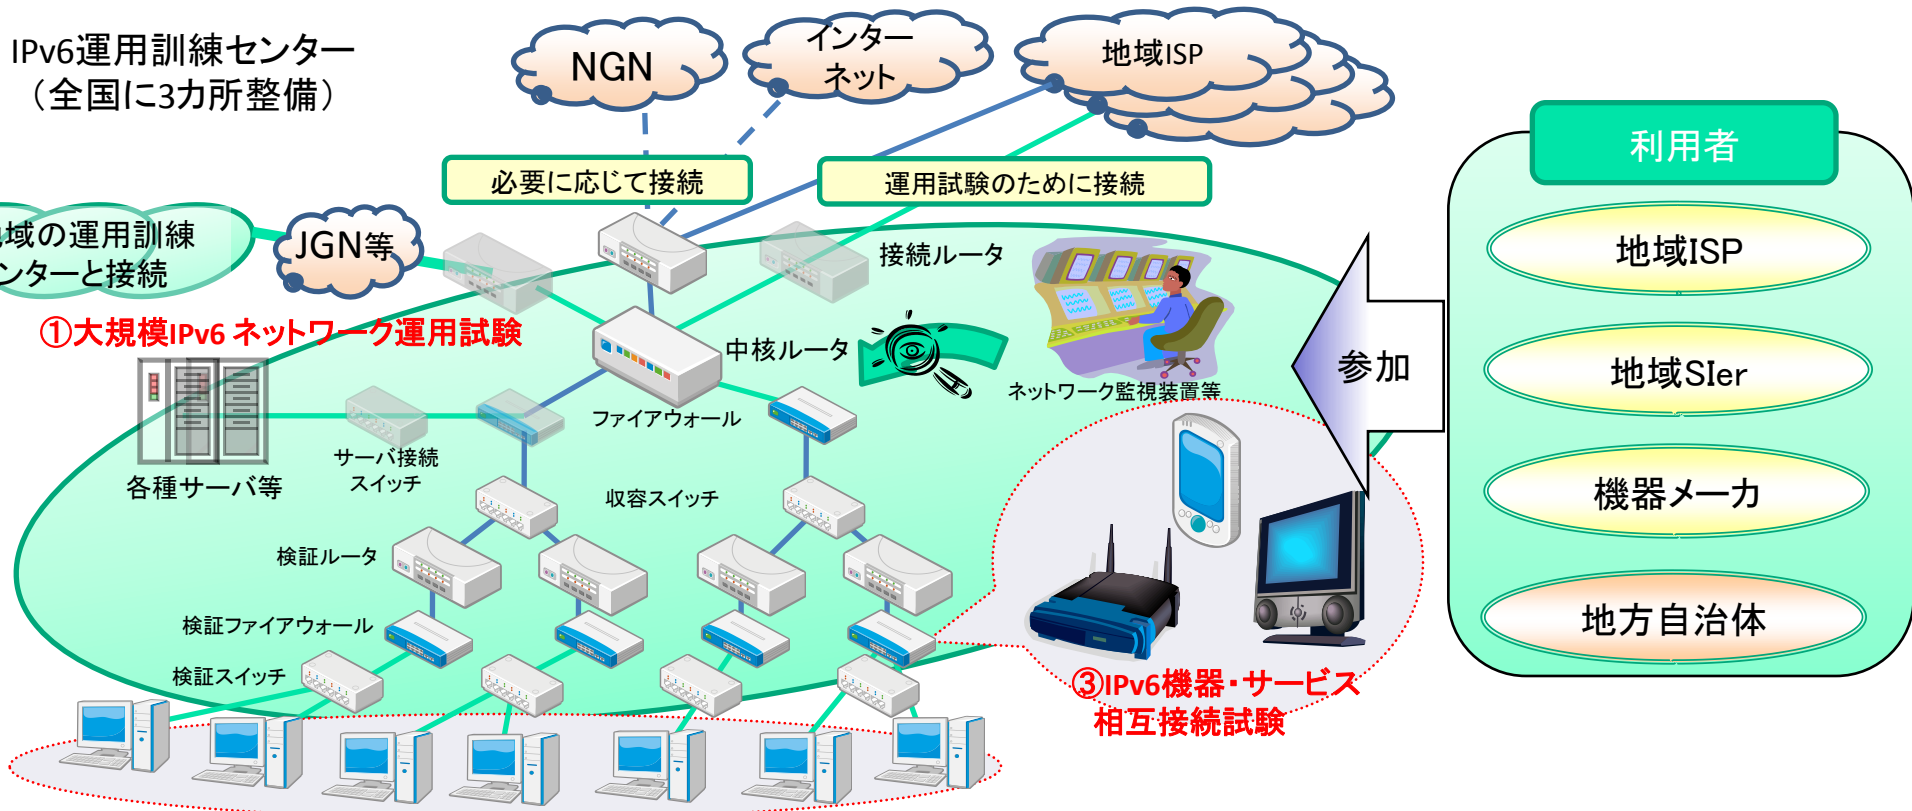 IPv6運用訓練センター
（全国に3カ所整備）
NGN
インター
ネット
地域ISP
必要に応じて接続
運用試験のために接続
域の運用訓練
ンターと接続
JGN等
接続ルータ
①大規模IPv6 ネットワーク運用試験
中核ルータ
ネットワーク監視装置等
ファイアウォール
各種サーバ等
サーバ接続
スイッチ
収容スイッチ
検証ルータ
検証ファイアウォール
検証スイッチ
③IPv6機器・サービス
相互接続試験
参加
利用者
地域ISP
地域SIer
機器メーカ
地方自治体